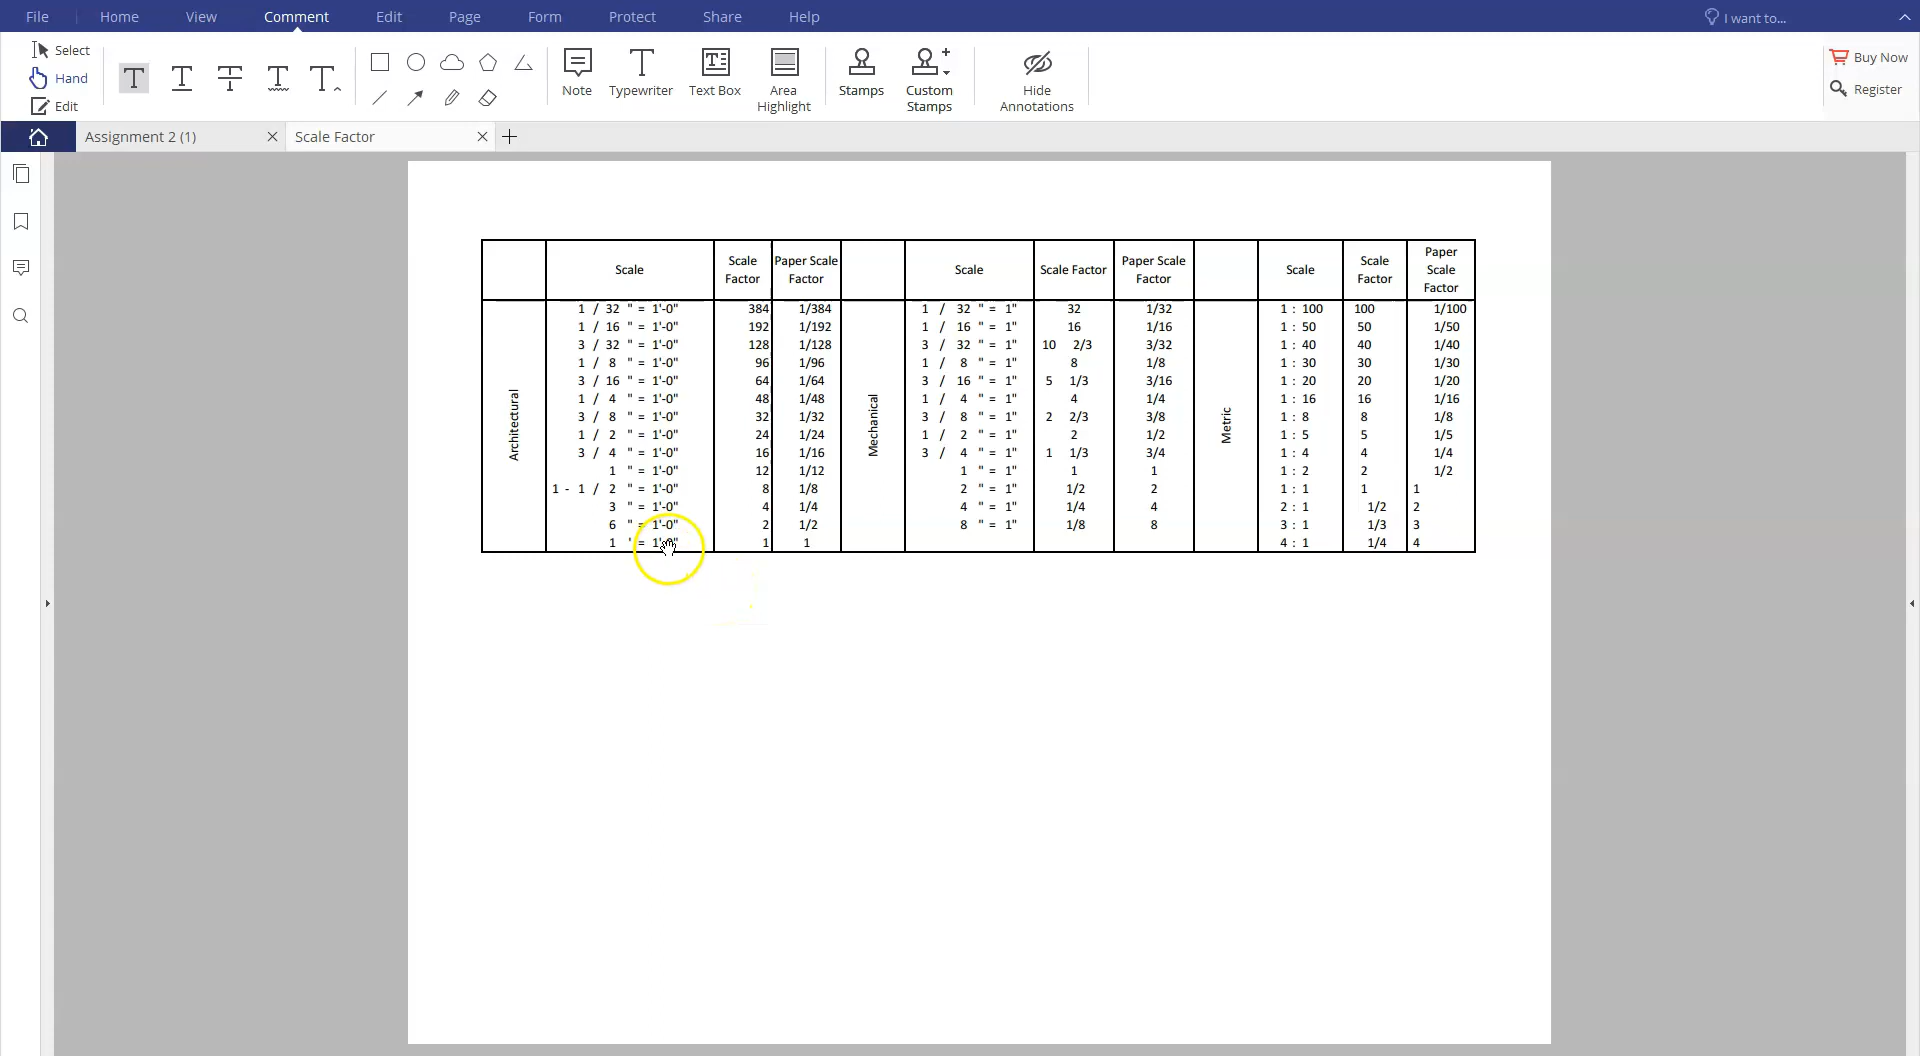 File Home View Comment Edit Page Form Protect Share Help I want to...
Select
Hand
Edit
Note Typewriter Text Box Area Highlight Stamps Custom Stamps Hide Annotations
Buy Now
Register
Assignment 2 (1) Scale Factor
Scale Scale Factor Paper Scale Factor Scale Scale Factor Paper Scale Factor Scale Scale Factor Paper Scale Factor
Architectural Mechanical Metric
1 / 32 " = 1'-0" 384 1/384 1 / 32 " = 1" 32 1/32 1 : 100 100 1/100
1 / 16 " = 1'-0" 192 1/192 1 / 16 " = 1" 16 1/16 1 : 50 50 1/50
3 / 32 " = 1'-0" 128 1/128 3 / 32 " = 1" 10 2/3 3/32 1 : 40 40 1/40
1 / 8 " = 1'-0" 96 1/96 1 / 8 " = 1" 8 1/8 1 : 30 30 1/30
3 / 16 " = 1'-0" 64 1/64 3 / 16 " = 1" 5 1/3 3/16 1 : 20 20 1/20
1 / 4 " = 1'-0" 48 1/48 1 / 4 " = 1" 4 1/4 1 : 16 16 1/16
3 / 8 " = 1'-0" 32 1/32 3 / 8 " = 1" 2 2/3 3/8 1 : 8 8 1/8
1 / 2 " = 1'-0" 24 1/24 1 / 2 " = 1" 2 1/2 1 : 5 5 1/5
3 / 4 " = 1'-0" 16 1/16 3 / 4 " = 1" 1 1/3 3/4 1 : 4 4 1/4
1 " = 1'-0" 12 1/12 1 " = 1" 1 1 1 : 2 2 1/2
1 - 1 / 2 " = 1'-0" 8 1/8 2 " = 1" 1/2 2 1 : 1 1 1
3 " = 1'-0" 4 1/4 4 " = 1" 1/4 4 2 : 1 1/2 2
6 " = 1'-0" 2 1/2 8 " = 1" 1/8 8 3 : 1 1/3 3
1 ' = 1'-0" 1 1 4 : 1 1/4 4